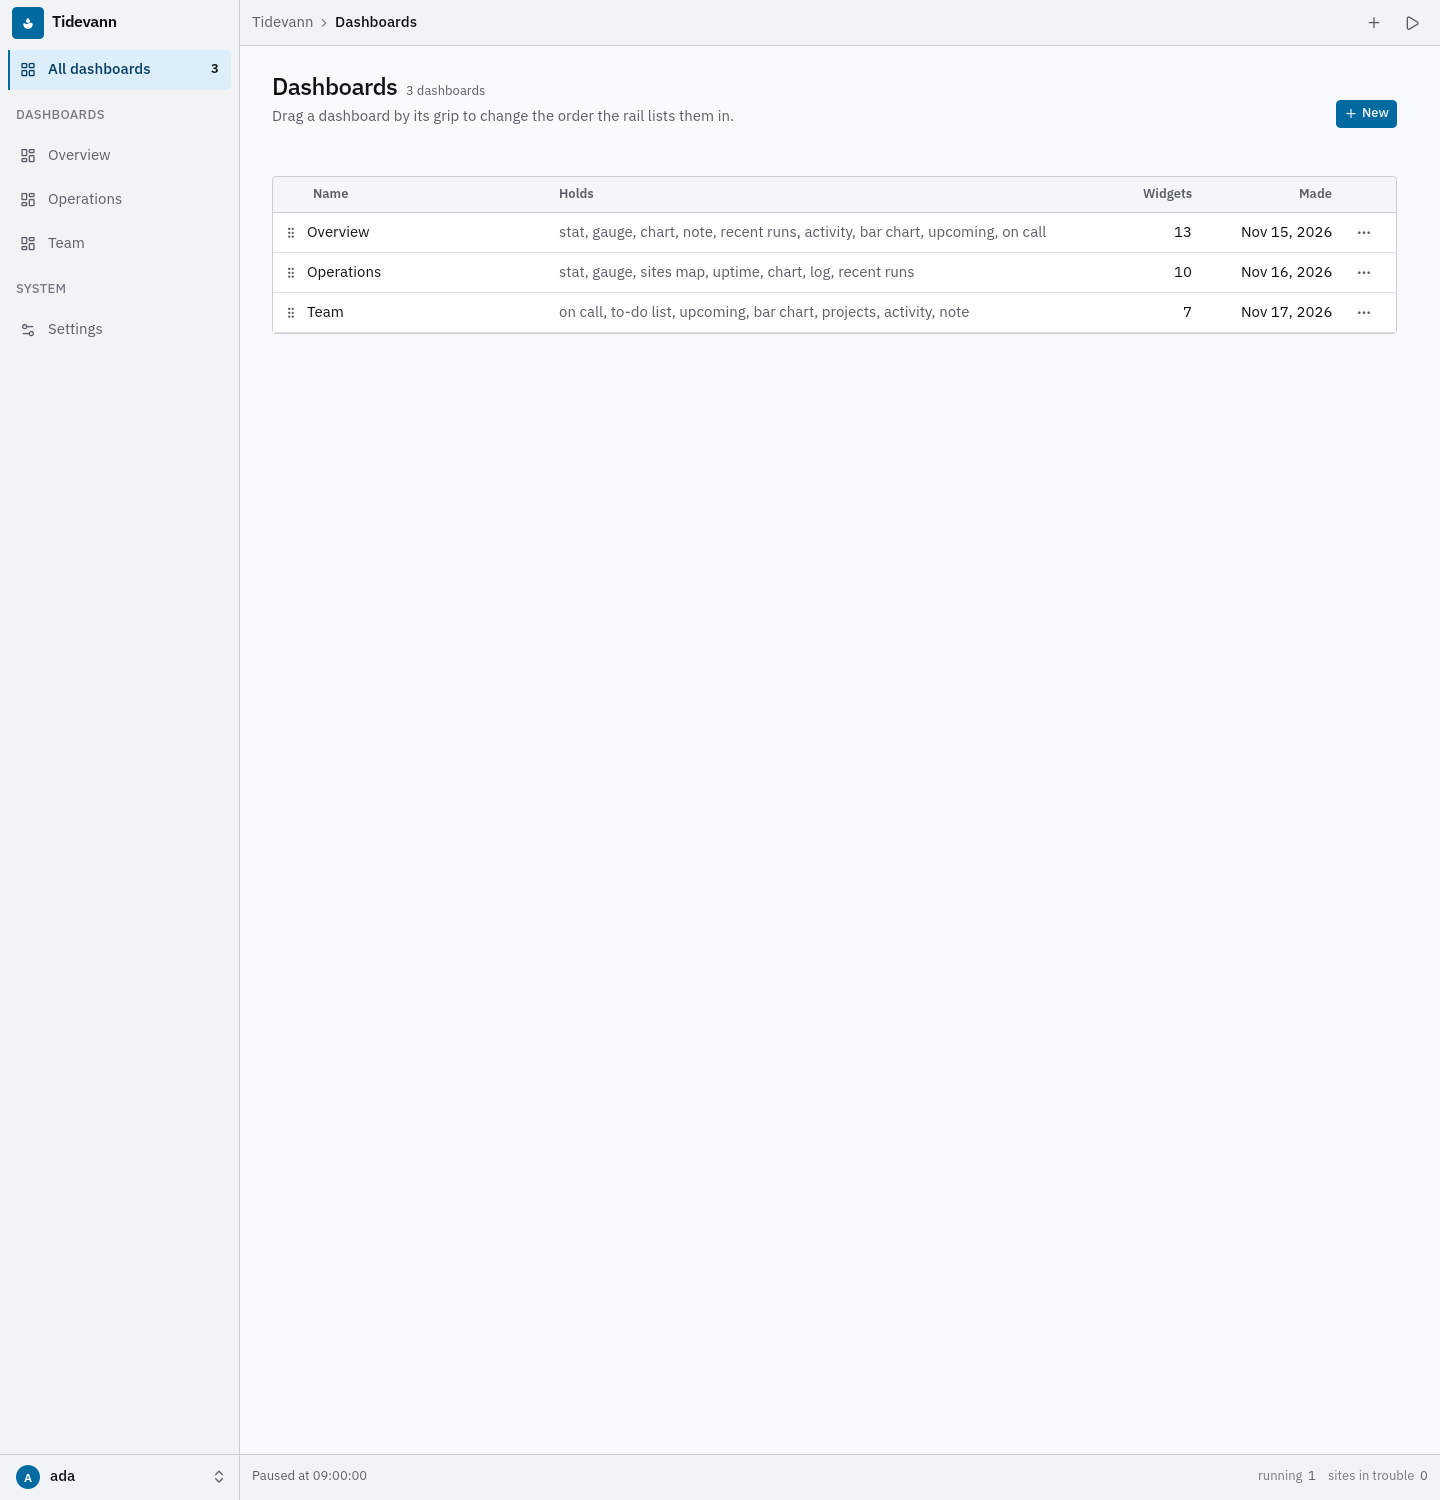 Tidevann
All dashboards 3
DASHBOARDS
Overview
Operations
Team
SYSTEM
Settings
A ada
Tidevann > Dashboards
Dashboards 3 dashboards
Drag a dashboard by its grip to change the order the rail lists them in.
+ New
Name Holds Widgets Made
Overview stat, gauge, chart, note, recent runs, activity, bar chart, upcoming, on call 13 Nov 15, 2026
Operations stat, gauge, sites map, uptime, chart, log, recent runs 10 Nov 16, 2026
Team on call, to-do list, upcoming, bar chart, projects, activity, note 7 Nov 17, 2026
Paused at 09:00:00 running 1 sites in trouble 0